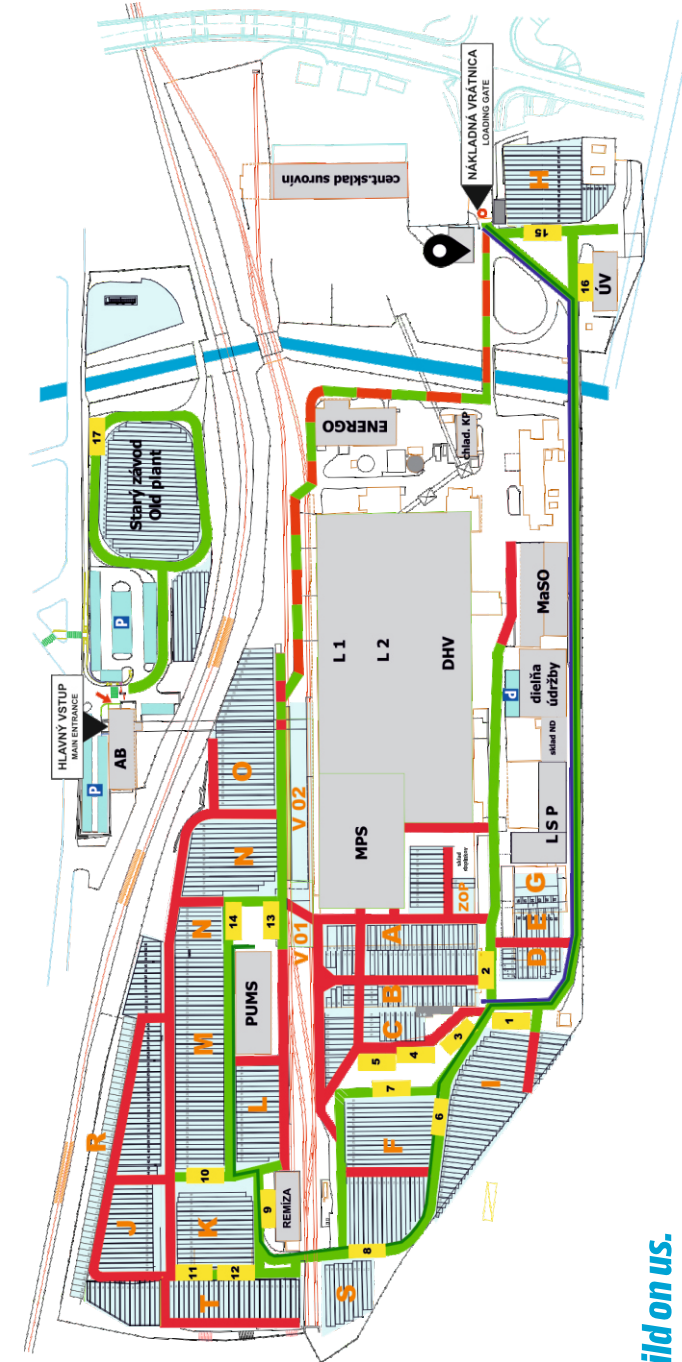 NÁKLADNÁ VRÁTNICA
LOADING GATE
cent.sklad surovín
H
15
16
ÚV
17
Starý závod
Old plant
ENERGO
chlad. KP
P
HLAVNÝ VSTUP
MAIN ENTRANCE
P
AB
L 1
L 2
DHV
MaSO
d
dielňa
údržby
sklad ND
L S P
O
V 02
MPS
ZOP
N
N
14
13
V 01
A
2
G
E
D
M
PUMS
B
C
3
1
5
4
R
L
7
6
I
F
10
J
K
9
REMÍZA
8
11
12
T
S
ild on us.